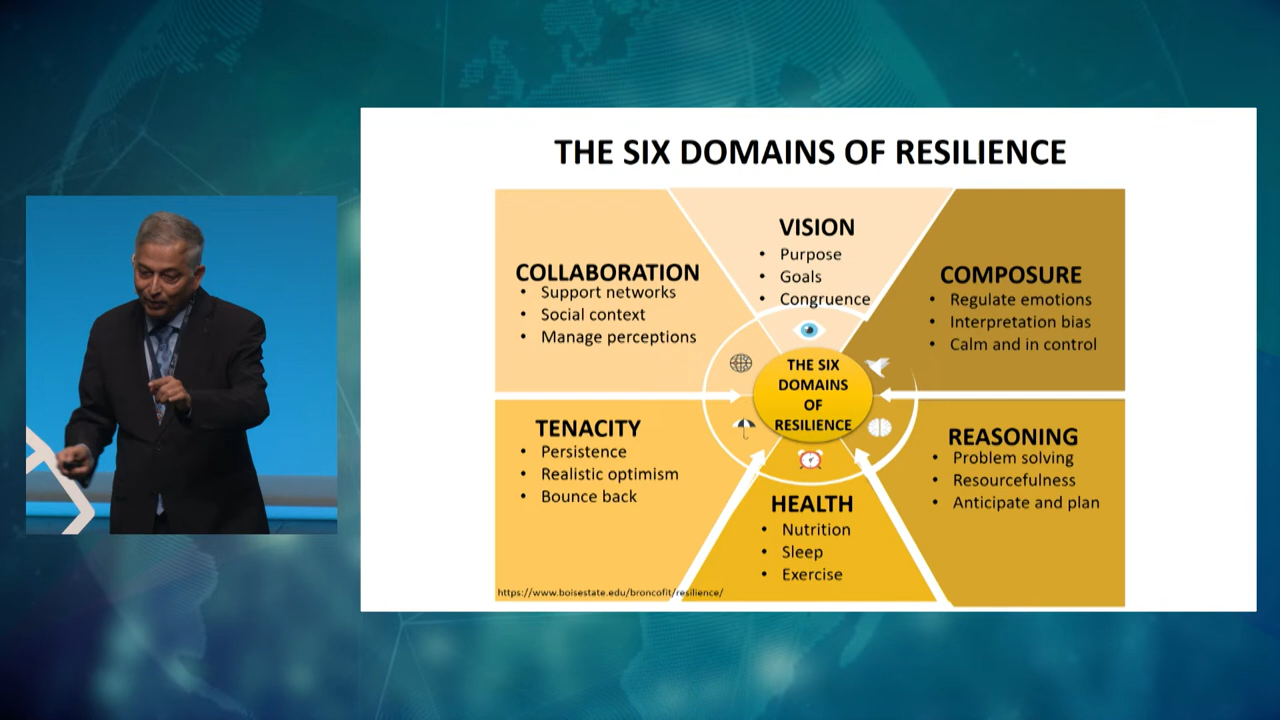 THE SIX DOMAINS OF RESILIENCE
VISION
• Purpose
• Goals
• Congruence
COLLABORATION
• Support networks
• Social context
• Manage perceptions
COMPOSURE
• Regulate emotions
• Interpretation bias
• Calm and in control
THE SIX
DOMAINS
OF
RESILIENCE
TENACITY
• Persistence
• Realistic optimism
• Bounce back
REASONING
• Problem solving
• Resourcefulness
• Anticipate and plan
HEALTH
• Nutrition
• Sleep
• Exercise
https://www.boisestate.edu/broncofit/resilience/